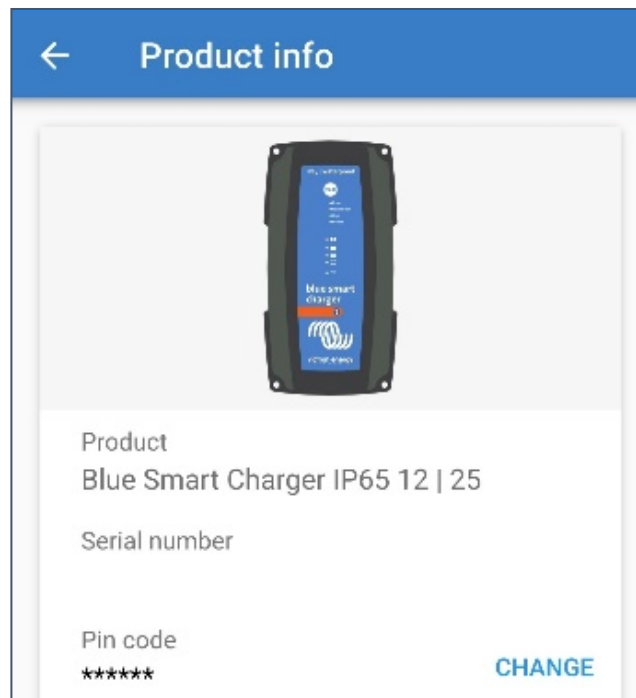 Product info
blue smart
charger
Product
Blue Smart Charger IP65 12 | 25
Serial number
Pin code
******
CHANGE